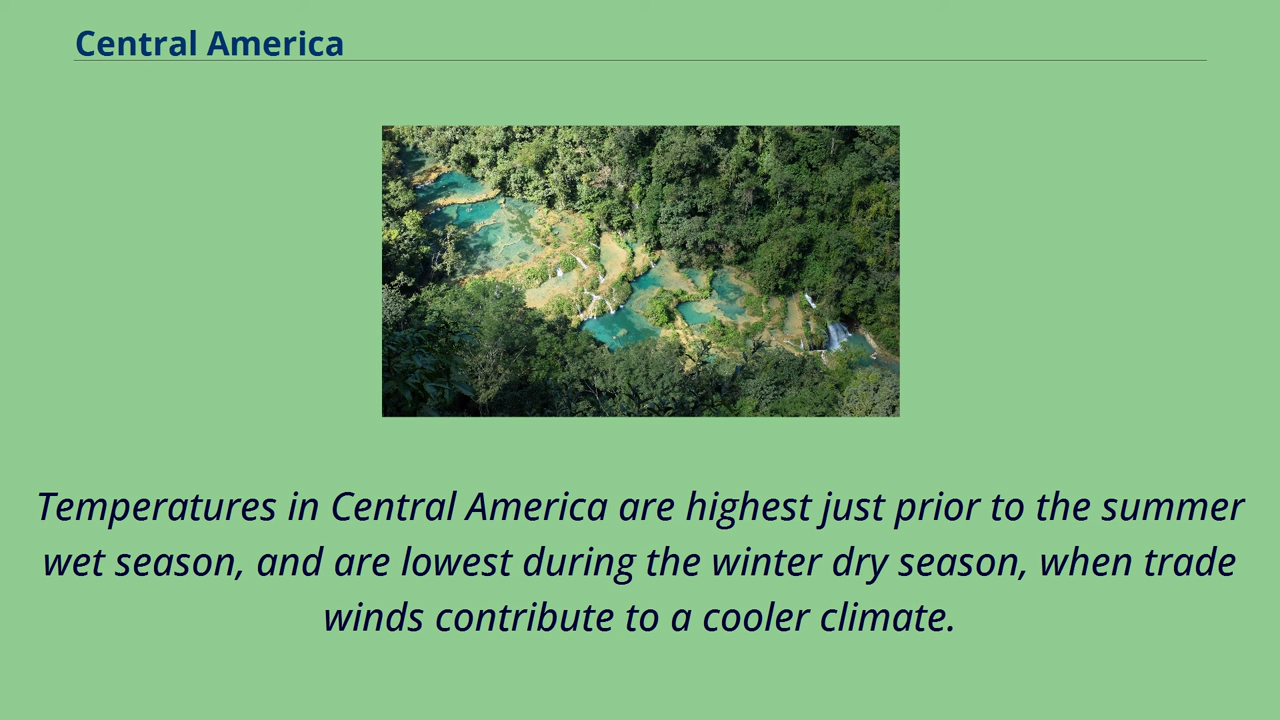 Central America
Temperatures in Central America are highest just prior to the summer
wet season, and are lowest during the winter dry season, when trade
winds contribute to a cooler climate.